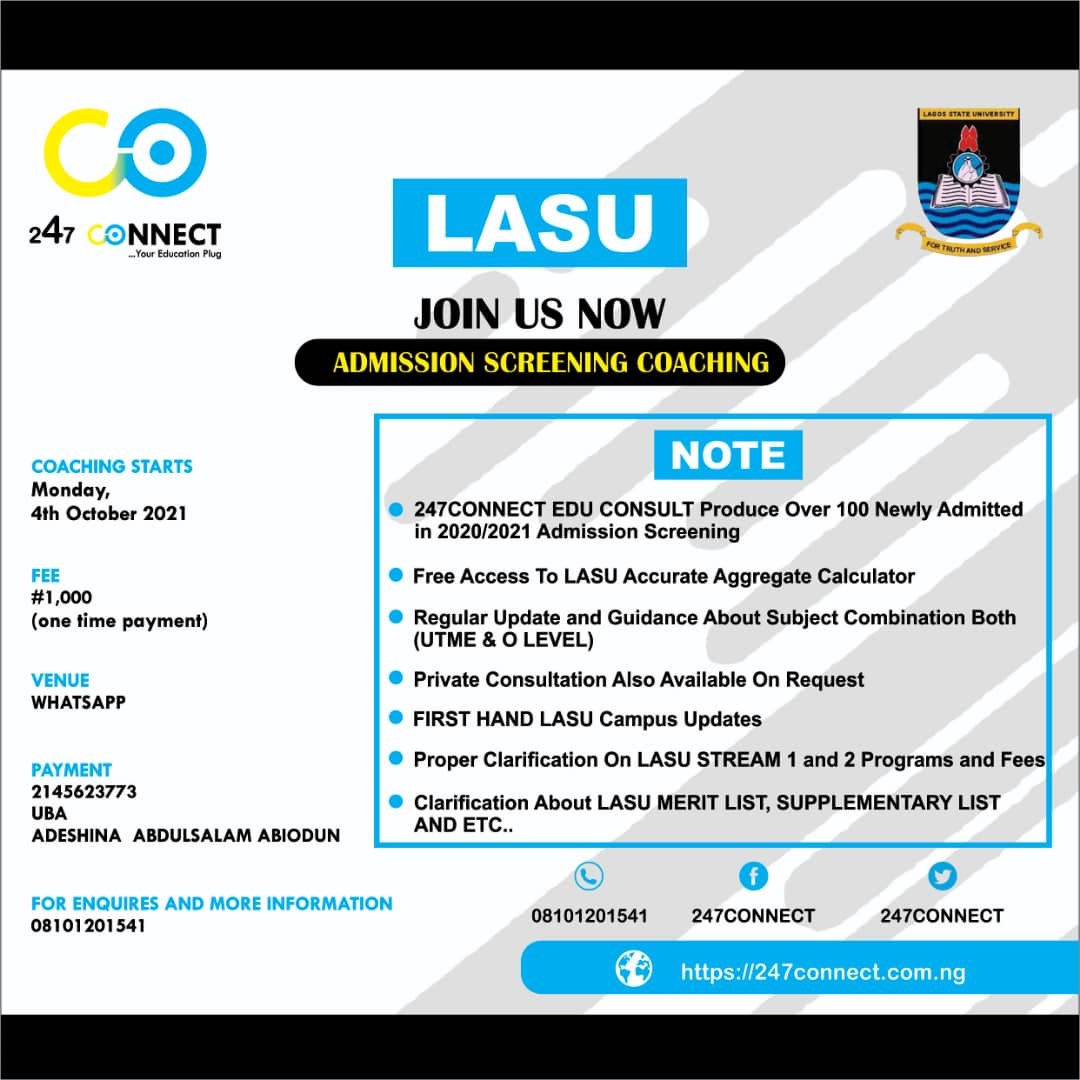 247 CONNECT
...Your Education Plug
LAGOS STATE UNIVERSITY
FOR TRUTH AND SERVICE
LASU
JOIN US NOW
ADMISSION SCREENING COACHING
COACHING STARTS
Monday,
4th October 2021
FEE
#1,000
(one time payment)
VENUE
WHATSAPP
PAYMENT
2145623773
UBA
ADESHINA ABDULSALAM ABIODUN
FOR ENQUIRES AND MORE INFORMATION
08101201541
NOTE
247CONNECT EDU CONSULT Produce Over 100 Newly Admitted
in 2020/2021 Admission Screening
Free Access To LASU Accurate Aggregate Calculator
Regular Update and Guidance About Subject Combination Both
(UTME & O LEVEL)
Private Consultation Also Available On Request
FIRST HAND LASU Campus Updates
Proper Clarification On LASU STREAM 1 and 2 Programs and Fees
Clarification About LASU MERIT LIST, SUPPLEMENTARY LIST
AND ETC..
08101201541
247CONNECT
247CONNECT
https://247connect.com.ng